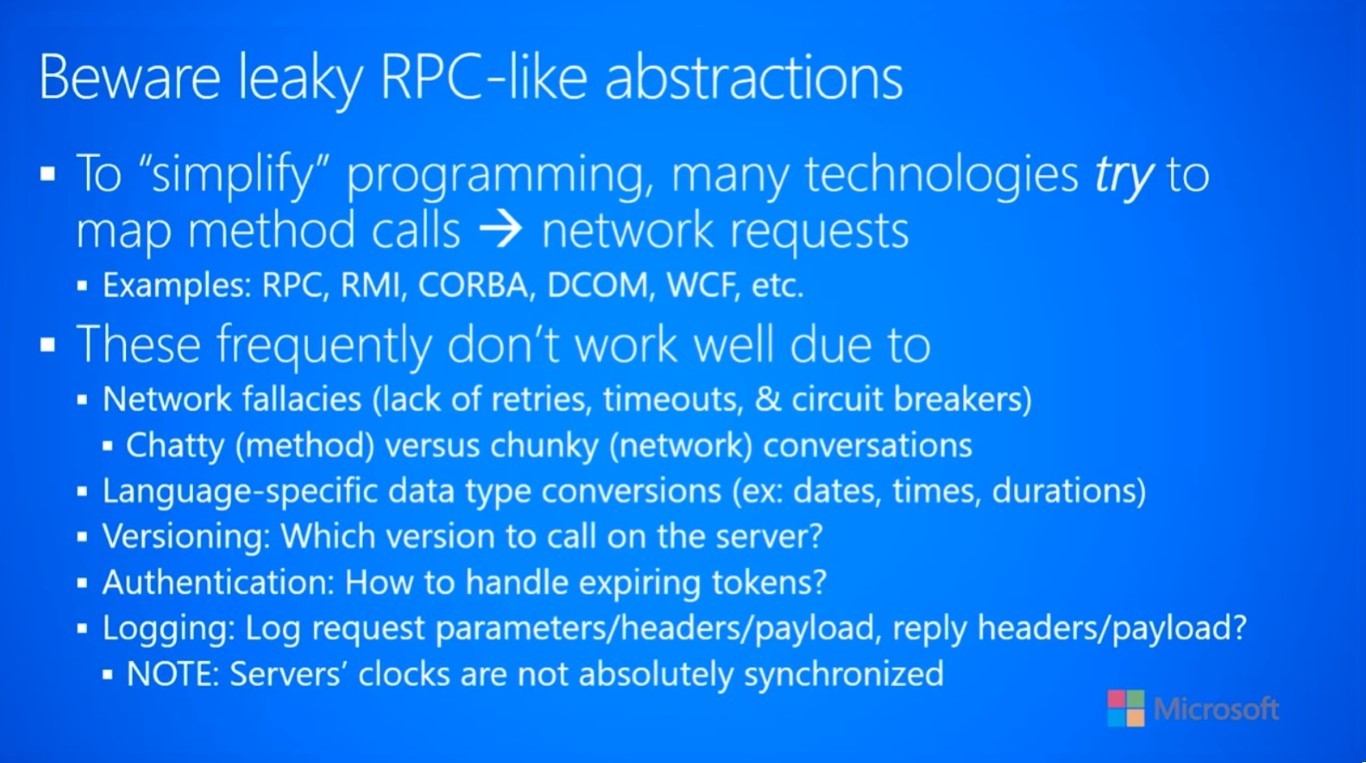 Beware leaky RPC-like abstractions
▪ To “simplify” programming, many technologies try to
map method calls → network requests
▪ Examples: RPC, RMI, CORBA, DCOM, WCF, etc.
▪ These frequently don’t work well due to
▪ Network fallacies (lack of retries, timeouts, & circuit breakers)
▪ Chatty (method) versus chunky (network) conversations
▪ Language-specific data type conversions (ex: dates, times, durations)
▪ Versioning: Which version to call on the server?
▪ Authentication: How to handle expiring tokens?
▪ Logging: Log request parameters/headers/payload, reply headers/payload?
▪ NOTE: Servers’ clocks are not absolutely synchronized
Microsoft